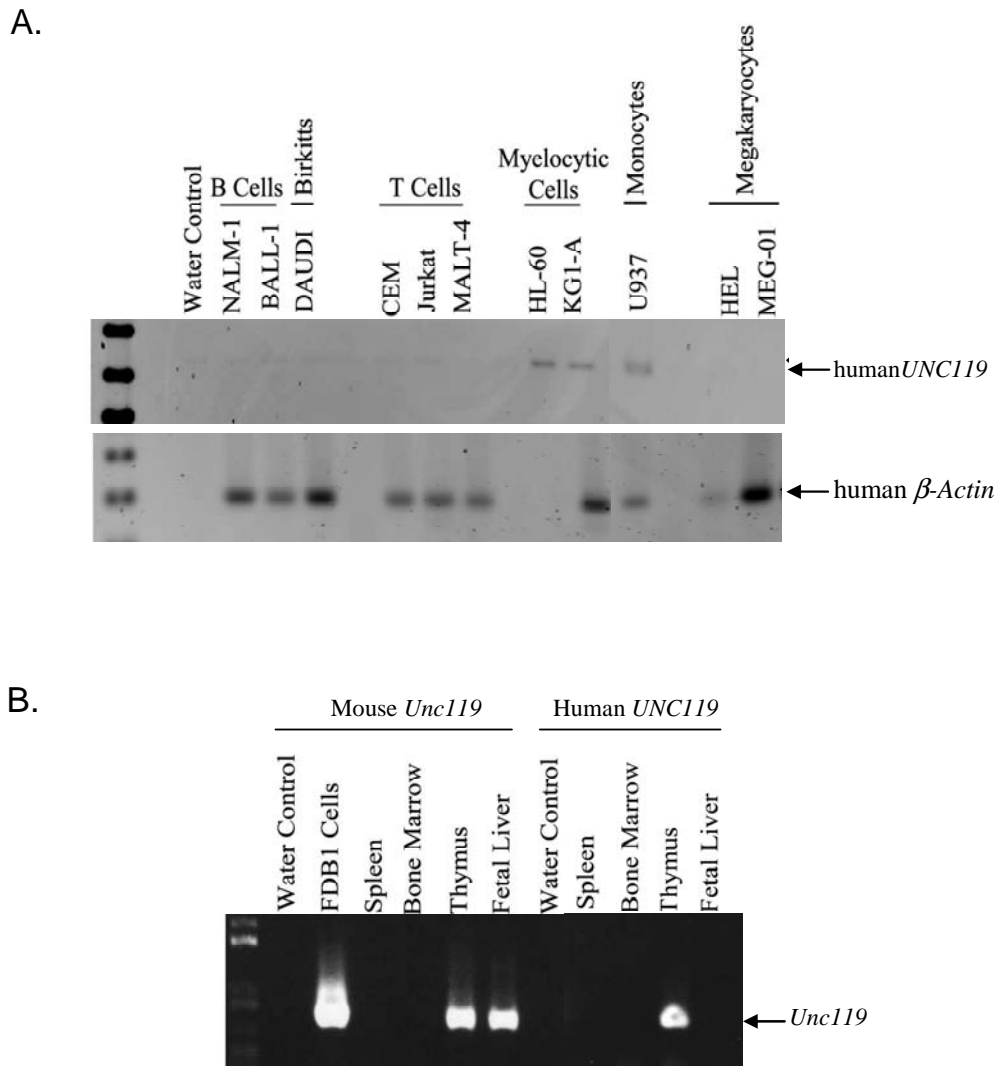 A.
Water Control
B Cells
NALM-1
BALL-1
Birkitts
DAUDI
T Cells
CEM
Jurkat
MALT-4
Myelocytic
Cells
HL-60
KG1-A
Monocytes
U937
Megakaryocytes
HEL
MEG-01
human UNC119
human β-Actin
B.
Mouse Unc119
Human UNC119
Water Control
FDB1 Cells
Spleen
Bone Marrow
Thymus
Fetal Liver
Water Control
Spleen
Bone Marrow
Thymus
Fetal Liver
Unc119